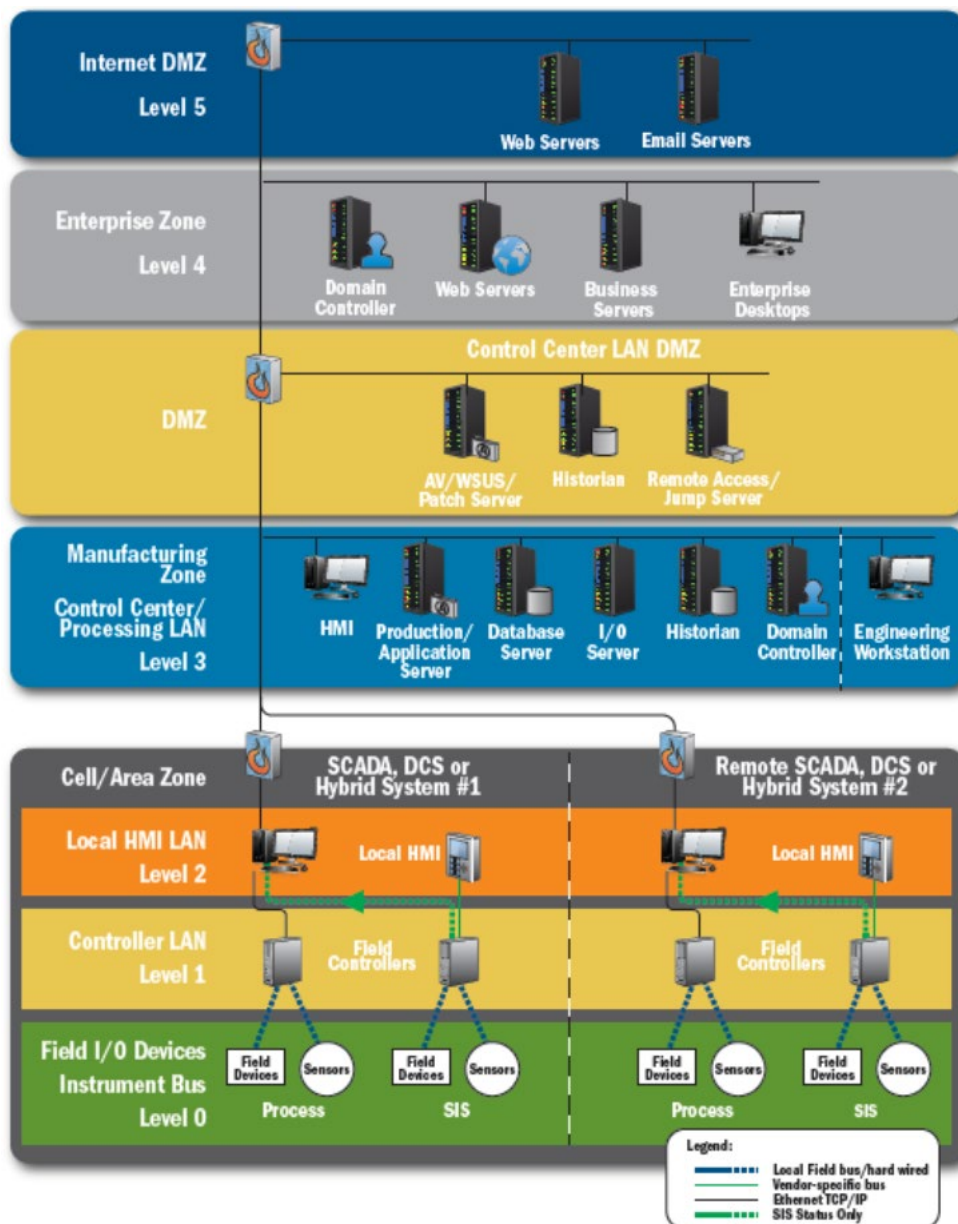 Internet DMZ
Level 5
Web Servers
Email Servers
Enterprise Zone
Level 4
Domain
Controller
Web Servers
Business
Servers
Enterprise
Desktops
Control Center LAN DMZ
DMZ
AV/WSUS/
Patch Server
Historian
Remote Access/
Jump Server
Manufacturing
Zone
Control Center/
Processing LAN
Level 3
HMI
Production/
Application
Server
Database
Server
I/O
Server
Historian
Domain
Controller
Engineering
Workstation
Cell/Area Zone
SCADA, DCS or
Hybrid System #1
Remote SCADA, DCS or
Hybrid System #2
Local HMI LAN
Level 2
Local HMI
Local HMI
Controller LAN
Level 1
Field
Controllers
Field
Controllers
Field I/O Devices
Instrument Bus
Level 0
Field
Devices
Sensors
Process
Field
Devices
Sensors
SIS
Field
Devices
Sensors
Process
Field
Devices
Sensors
SIS
Legend:
Local Field bus/hard wired
Vendor-specific bus
Ethernet TCP/IP
SIS Status Only